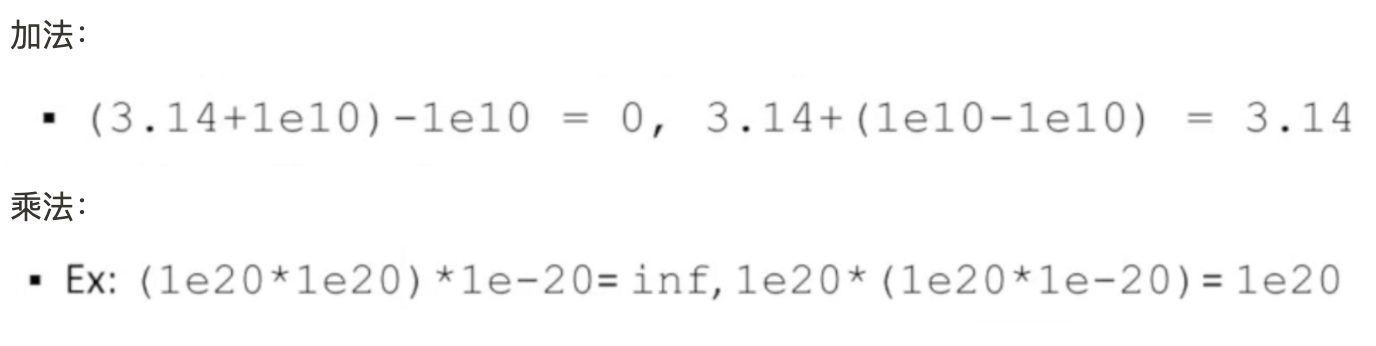 加法：
▪ (3.14+1e10)-1e10 = 0, 3.14+(1e10-1e10) = 3.14
乘法：
▪ Ex: (1e20*1e20)*1e-20= inf, 1e20*(1e20*1e-20)= 1e20